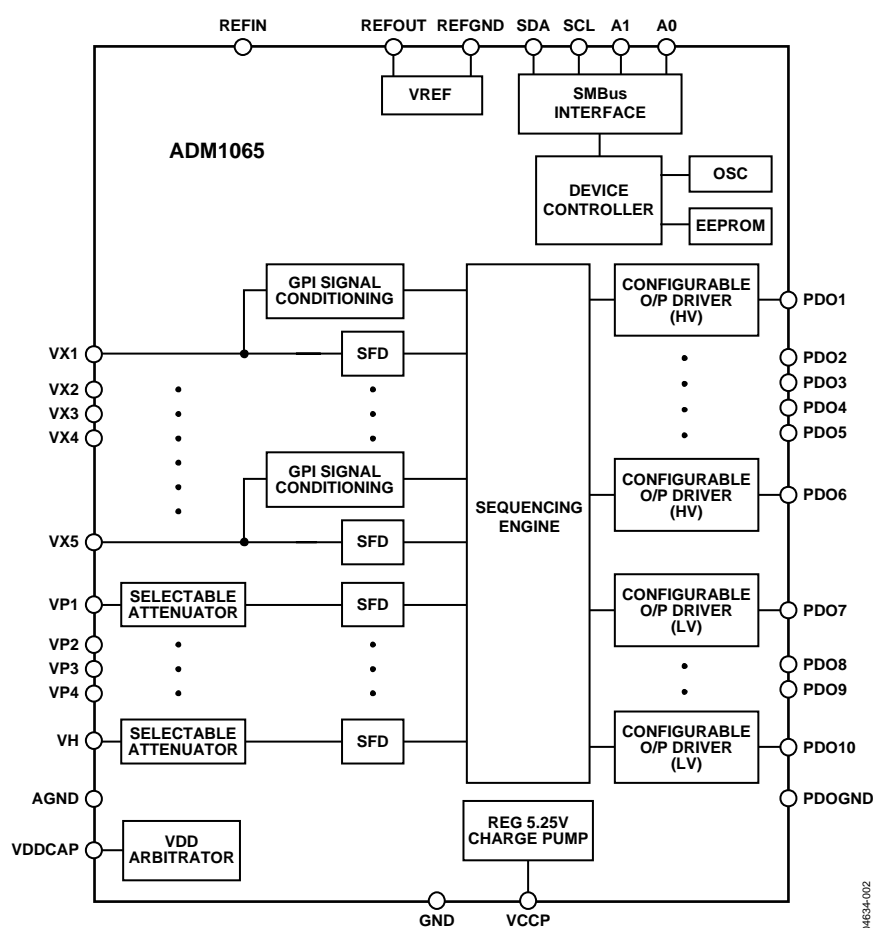 REFIN REFOUT REFGND SDA SCL A1 A0
VREF
SMBus
INTERFACE
ADM1065
DEVICE
CONTROLLER
OSC
EEPROM
GPI SIGNAL
CONDITIONING
CONFIGURABLE
O/P DRIVER
(HV)
PDO1
VX1
SFD
PDO2
VX2
PDO3
VX3
PDO4
VX4
PDO5
GPI SIGNAL
CONDITIONING
CONFIGURABLE
O/P DRIVER
(HV)
PDO6
SEQUENCING
ENGINE
VX5
SFD
VP1
SELECTABLE
ATTENUATOR
SFD
CONFIGURABLE
O/P DRIVER
(LV)
PDO7
VP2
VP3
VP4
PDO8
PDO9
VH
SELECTABLE
ATTENUATOR
SFD
CONFIGURABLE
O/P DRIVER
(LV)
PDO10
AGND
PDOGND
VDDCAP
VDD
ARBITRATOR
REG 5.25V
CHARGE PUMP
GND
VCCP
04634-002